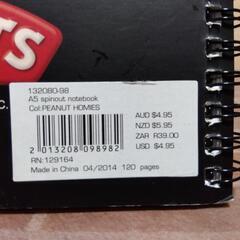 TS
c.
132080-98
A5 spinout notebook
Col:PEANUT HOMIES
AUD $4.95
NZD $5.95
ZAR R39.00
USD $4.95
2 013208 098982
RN:129164
Made in China 04/2014 120 pages